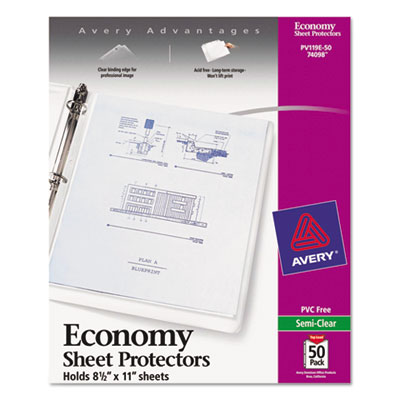 Avery Advantages
Clear binding edge for
professional image
Acid free • Long-term storage •
Won't lift print
Economy
Sheet Protectors
PV119E-50
74098
PLAN A
BLUEPRINT
AVERY
PVC Free
Semi-Clear
Top Load
50
Pack
Economy
Sheet Protectors
Holds 8½" x 11" sheets